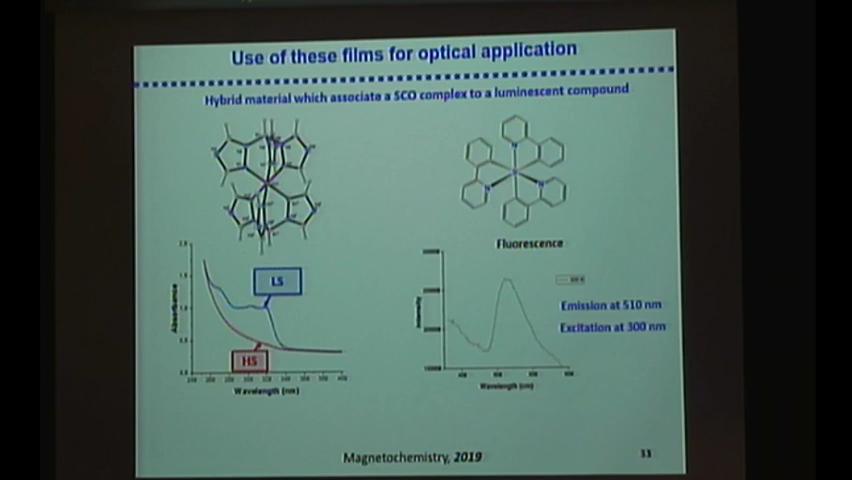 Use of these films for optical application
Hybrid material which associate a SCO complex to a luminescent compound
Fluorescence
LS
HS
Absorbance
Wavelength (nm)
Intensity
Wavelength (nm)
Emission at 510 nm
Excitation at 300 nm
Magnetochemistry, 2019
33